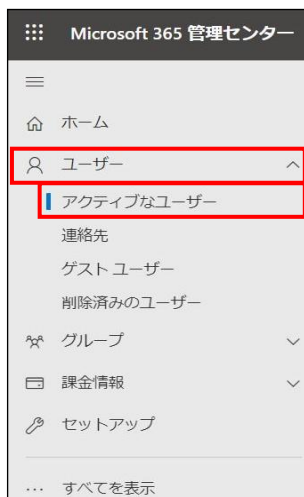 Microsoft 365 管理センター
ホーム
ユーザー
アクティブなユーザー
連絡先
ゲスト ユーザー
削除済みのユーザー
グループ
課金情報
セットアップ
… すべてを表示